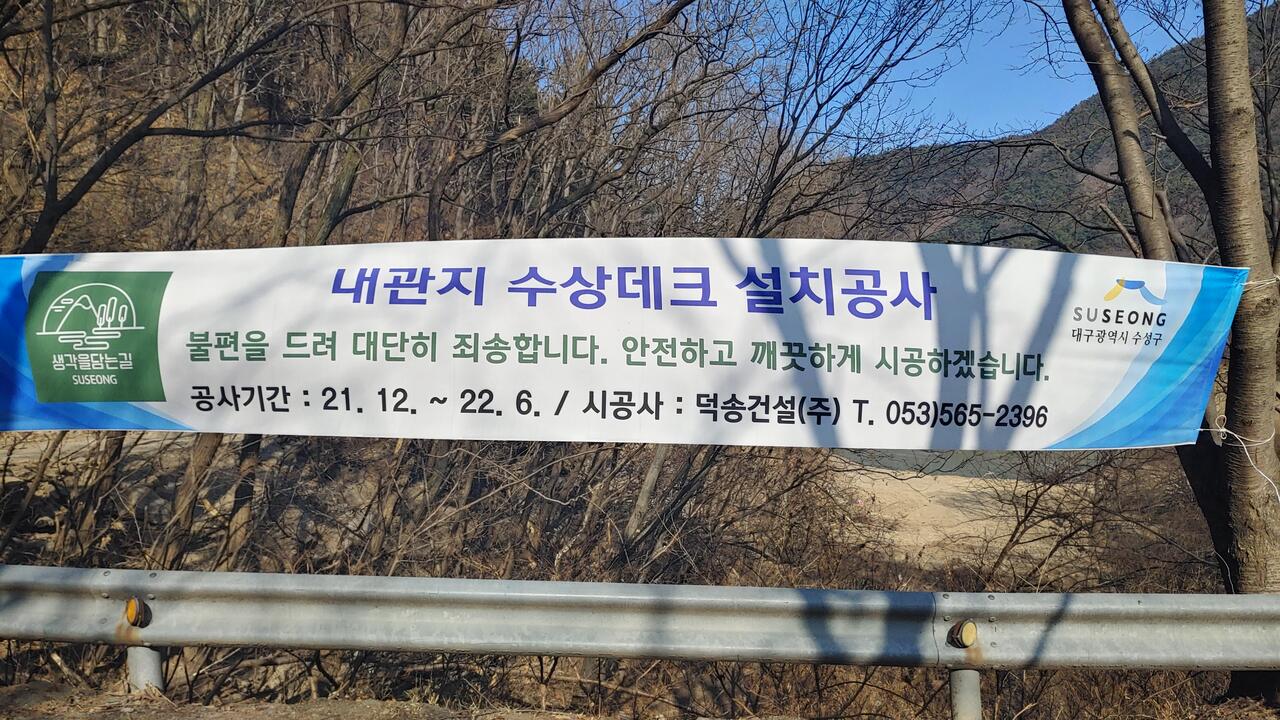 내관지 수상데크 설치공사
생각을담는길
SUSEONG
불편을 드려 대단히 죄송합니다. 안전하고 깨끗하게 시공하겠습니다.
공사기간 : 21. 12. ~ 22. 6. / 시공사 : 덕송건설(주) T. 053)565-2396
SUSEONG
대구광역시 수성구